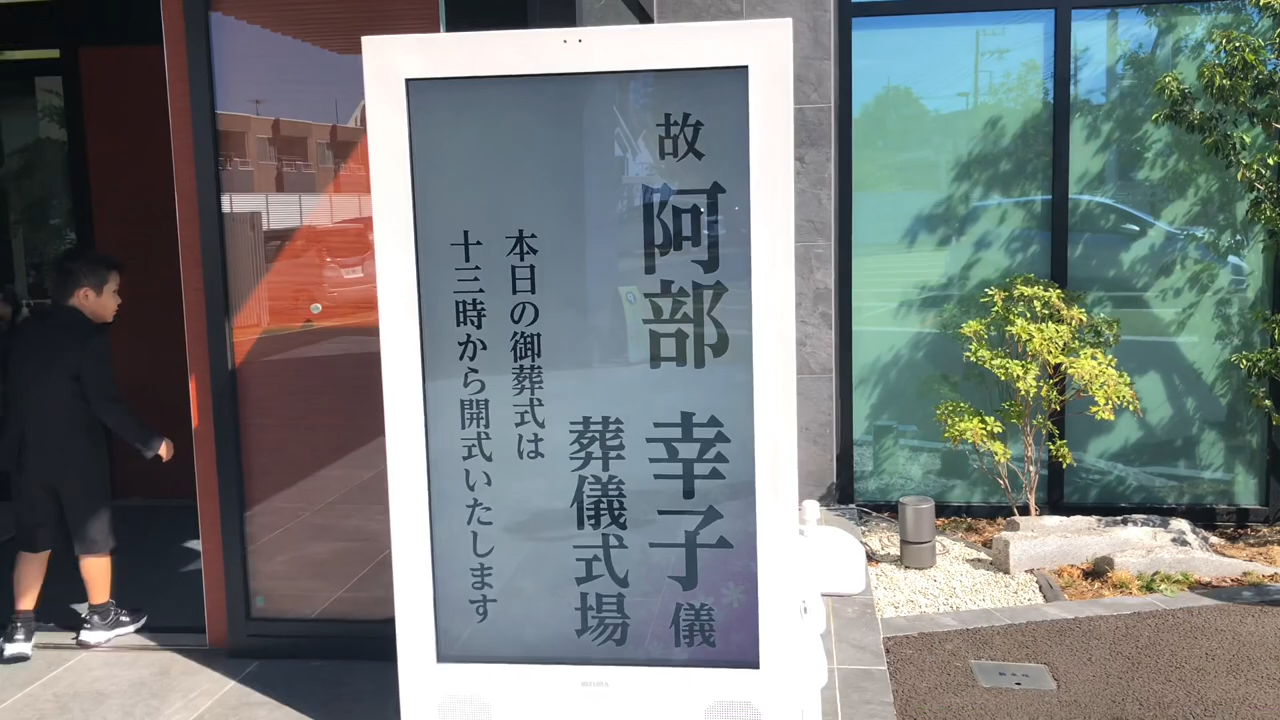 故 阿部 幸子 儀
葬儀式場
本日の御葬式は
十三時から開式いたします